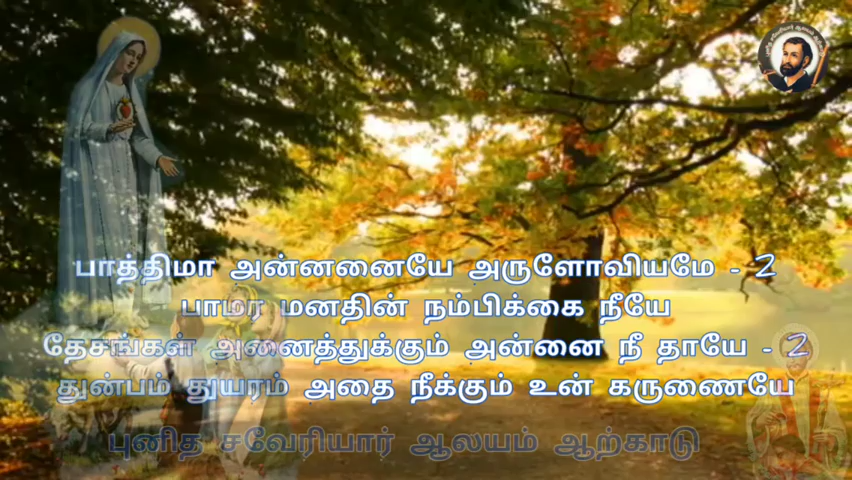 பாத்திமா அன்னனையே அருளோவியமே - 2
பாமர மனதின் நம்பிக்கை நீயே
தேசங்கள் அனைத்துக்கும் அன்னை நீ தாயே - 2
துன்பம் துயரம் அதை நீக்கும் உன் கருணையே
புனித சவேரியார் ஆலயம் ஆற்காடு